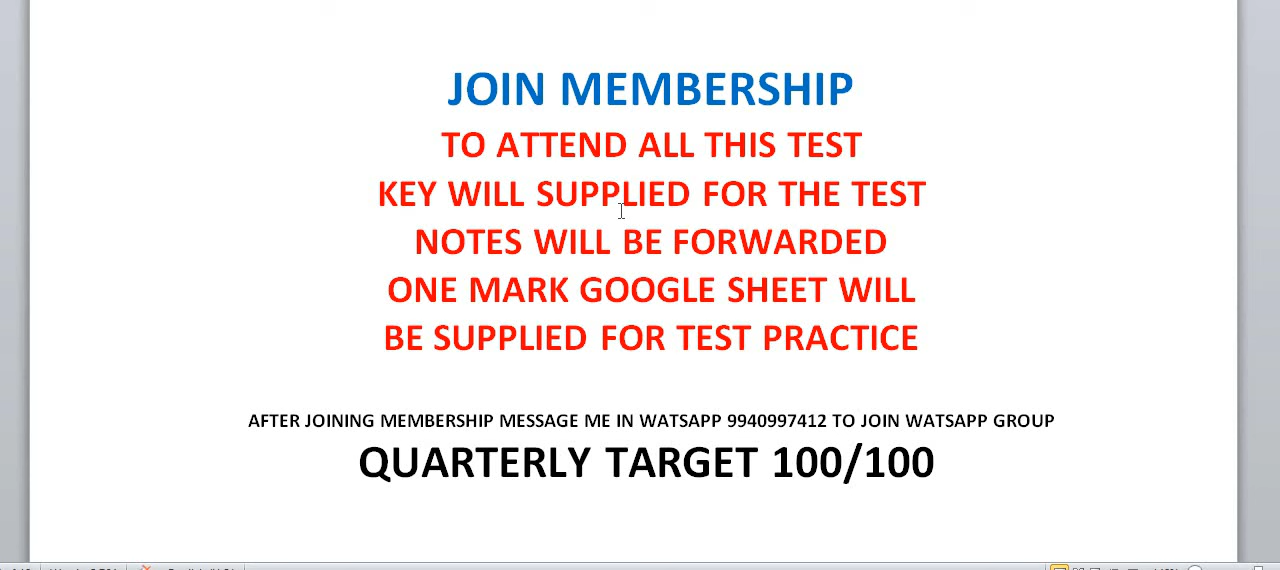 JOIN MEMBERSHIP
TO ATTEND ALL THIS TEST
KEY WILL SUPPLIED FOR THE TEST
NOTES WILL BE FORWARDED
ONE MARK GOOGLE SHEET WILL
BE SUPPLIED FOR TEST PRACTICE
AFTER JOINING MEMBERSHIP MESSAGE ME IN WATSAPP 9940997412 TO JOIN WATSAPP GROUP
QUARTERLY TARGET 100/100